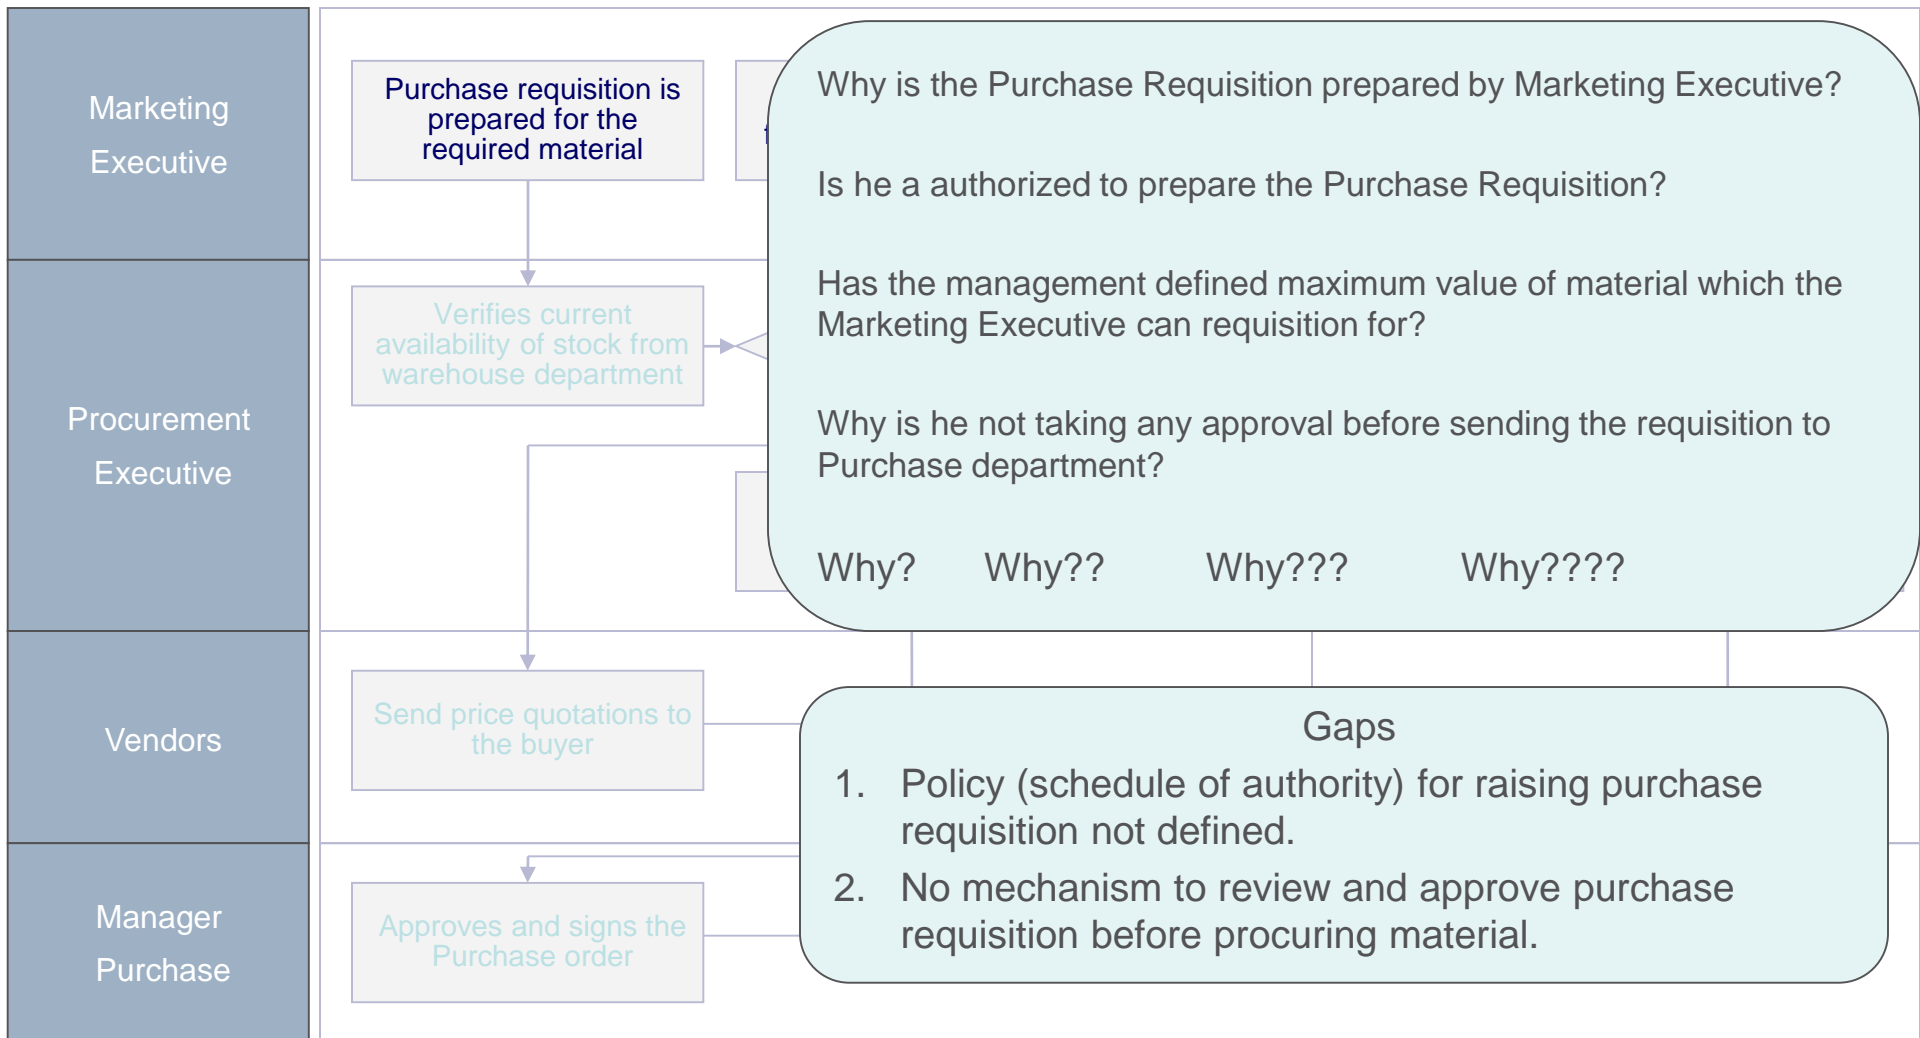 Marketing
Executive
Purchase requisition is
prepared for the
required material
Why is the Purchase Requisition prepared by Marketing Executive?
Is he a authorized to prepare the Purchase Requisition?
Has the management defined maximum value of material which the
Marketing Executive can requisition for?
Why is he not taking any approval before sending the requisition to
Purchase department?
Why? Why?? Why??? Why????
Procurement
Executive
Verifies current
availability of stock from
warehouse department
Vendors
Send price quotations to
the buyer
Gaps
1. Policy (schedule of authority) for raising purchase
requisition not defined.
2. No mechanism to review and approve purchase
requisition before procuring material.
Manager
Purchase
Approves and signs the
Purchase order